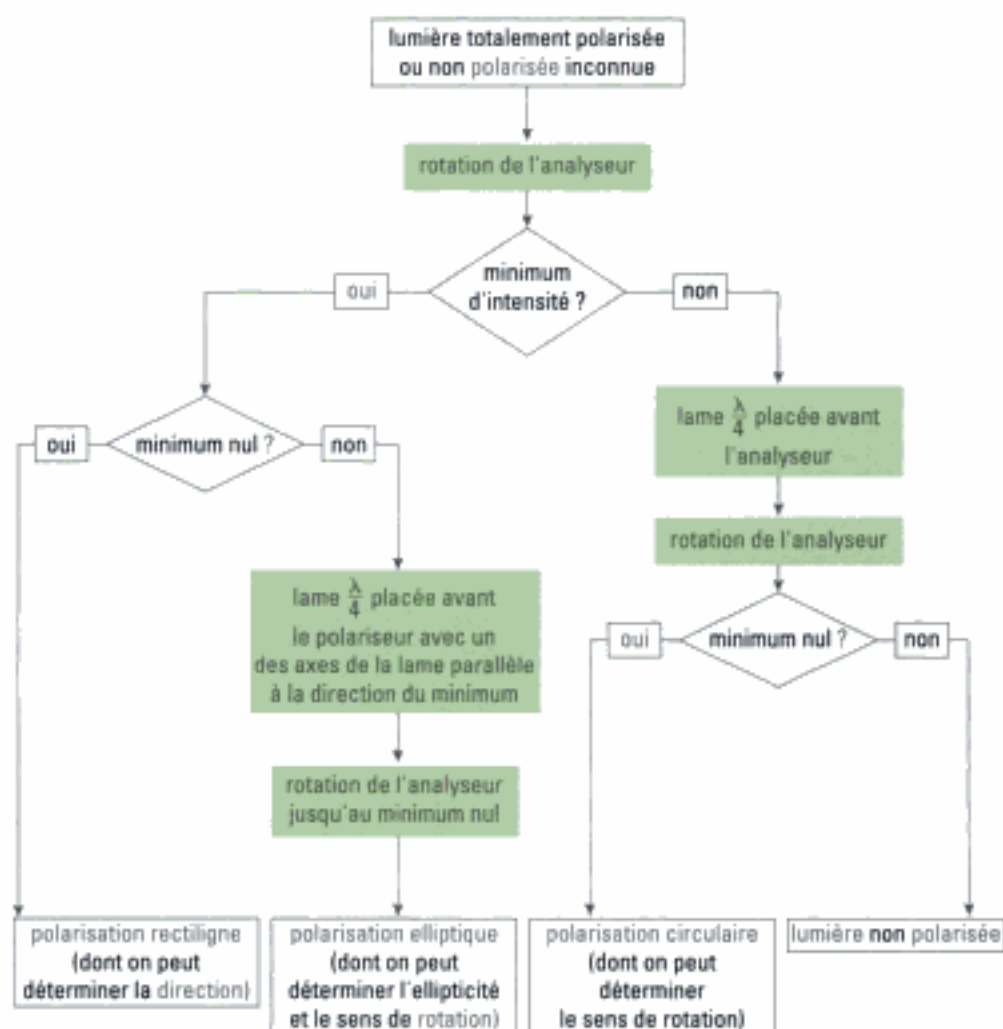 lumière totalement polarisée
ou non polarisée inconnue
rotation de l'analyseur
minimum
d'intensité ?
oui
non
minimum nul ?
oui
non
lame λ/4 placée avant
l'analyseur
rotation de l'analyseur
lame λ/4 placée avant
le polariseur avec un
des axes de la lame parallèle
à la direction du minimum
minimum nul ?
oui
non
rotation de l'analyseur
jusqu'au minimum nul
polarisation rectiligne
(dont on peut
déterminer la direction)
polarisation elliptique
(dont on peut
déterminer l'ellipticité
et le sens de rotation)
polarisation circulaire
(dont on peut
déterminer
le sens de rotation)
lumière non polarisée